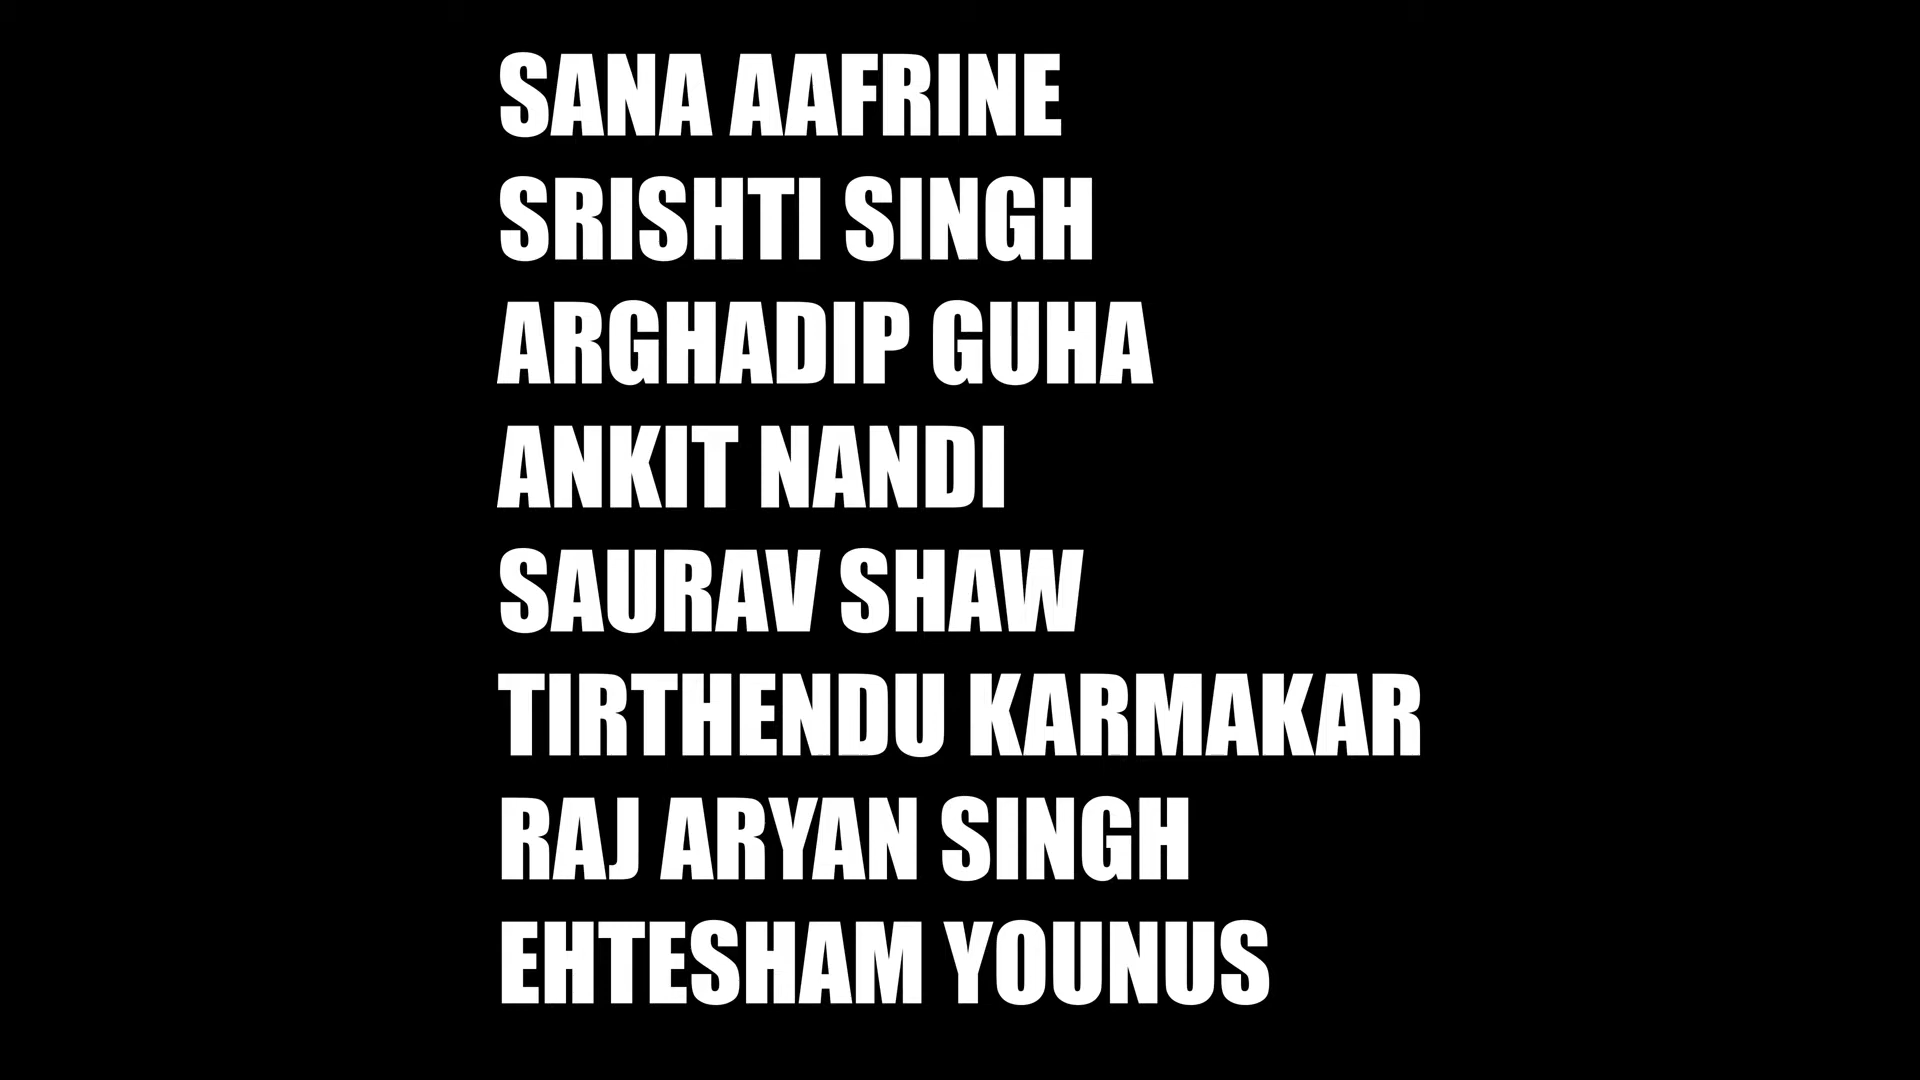 SANA AAFRINE
SRISHTI SINGH
ARGHADIP GUHA
ANKIT NANDI
SAURAV SHAW
TIRTHENDU KARMAKAR
RAJ ARYAN SINGH
EHTESHAM YOUNUS